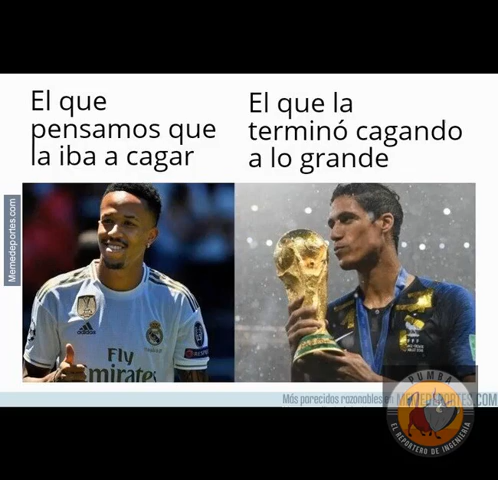 El que
pensamos que
la iba a cagar
El que la
terminó cagando
a lo grande
Memedeportes.com
Fly
Emirates
adidas
Más parecidos razonables en MEMEDEPORTES.COM
PUMBA
EL REPORTERO DE INGENIERIA